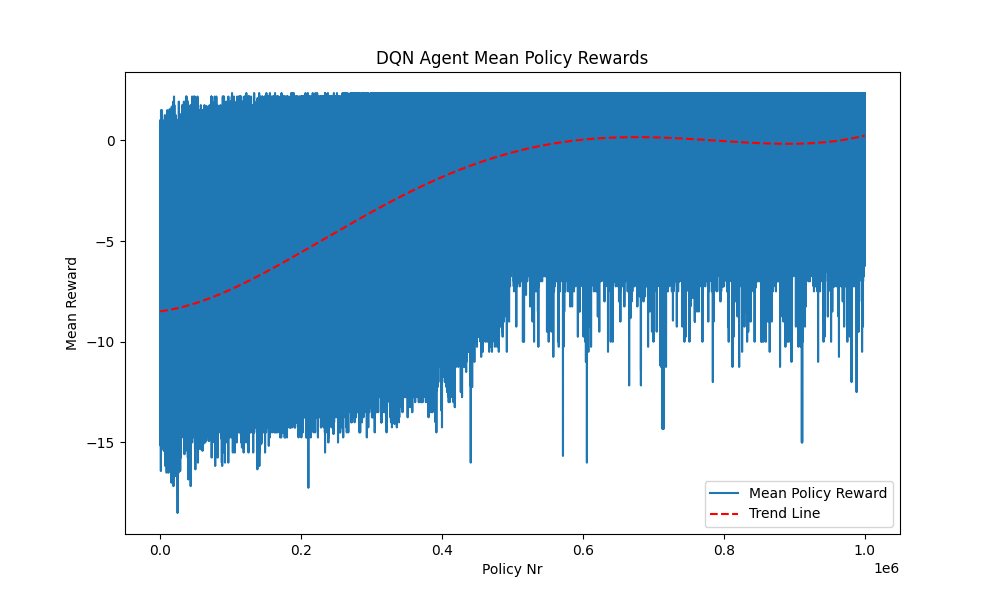 DQN Agent Mean Policy Rewards
Mean Reward
0
−5
−10
−15
Mean Policy Reward
Trend Line
0.0
0.2
0.4
0.6
0.8
1.0
1e6
Policy Nr